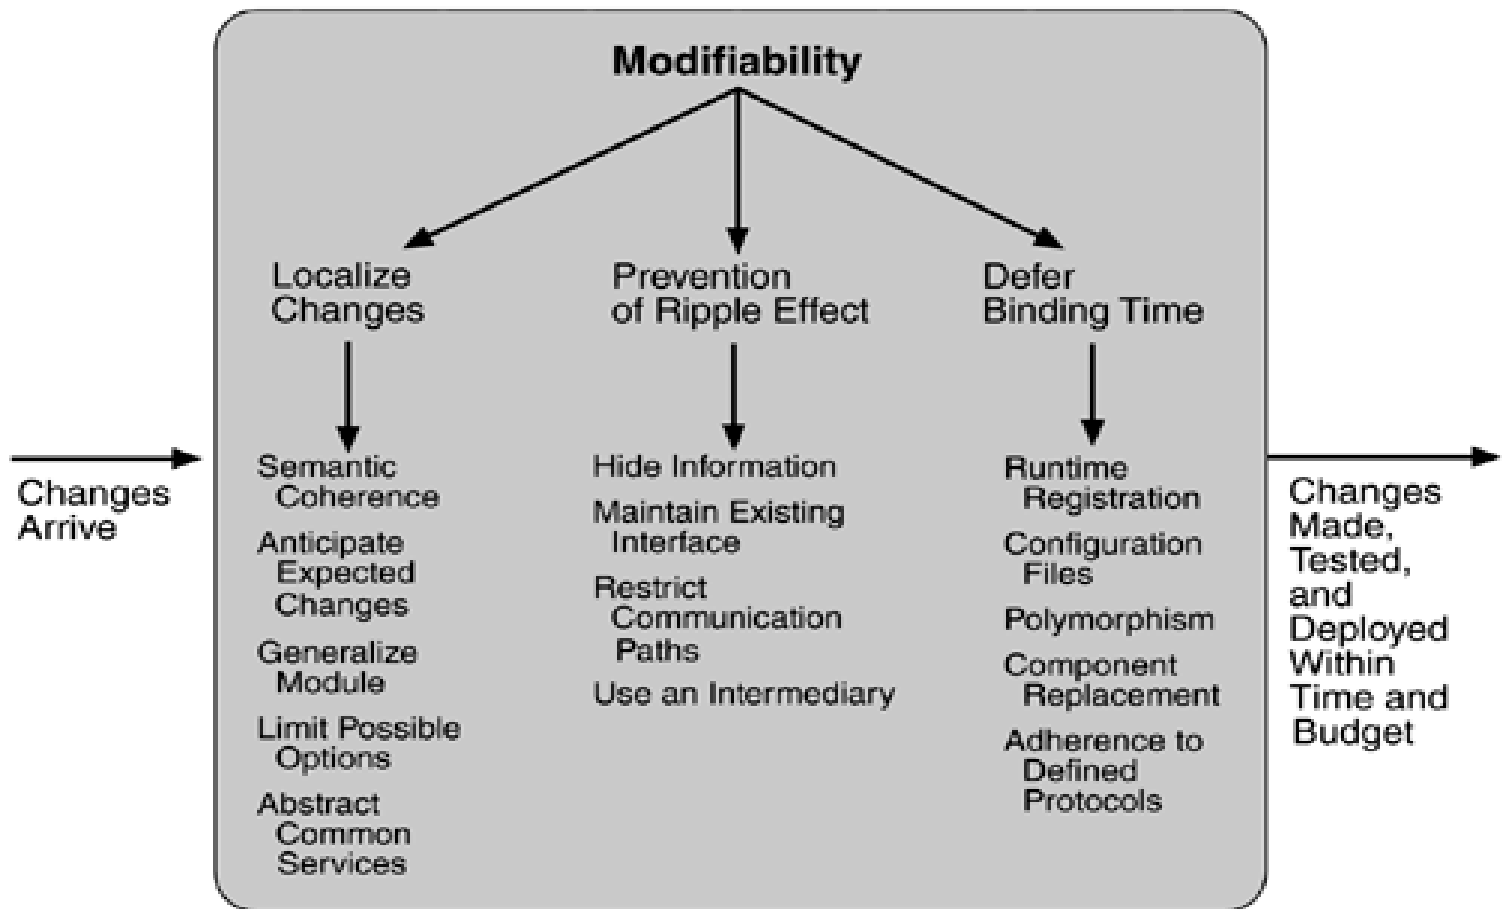 Modifiability
Localize
Changes
Prevention
of Ripple Effect
Defer
Binding Time
Changes
Arrive
Semantic
Coherence
Anticipate
Expected
Changes
Generalize
Module
Limit Possible
Options
Abstract
Common
Services
Hide Information
Maintain Existing
Interface
Restrict
Communication
Paths
Use an Intermediary
Runtime
Registration
Configuration
Files
Polymorphism
Component
Replacement
Adherence to
Defined
Protocols
Changes
Made,
Tested,
and
Deployed
Within
Time and
Budget